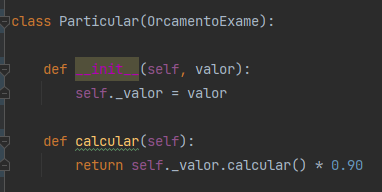 class Particular(OrcamentoExame):
def __init__(self, valor):
self._valor = valor
def calcular(self):
return self._valor.calcular() * 0.90